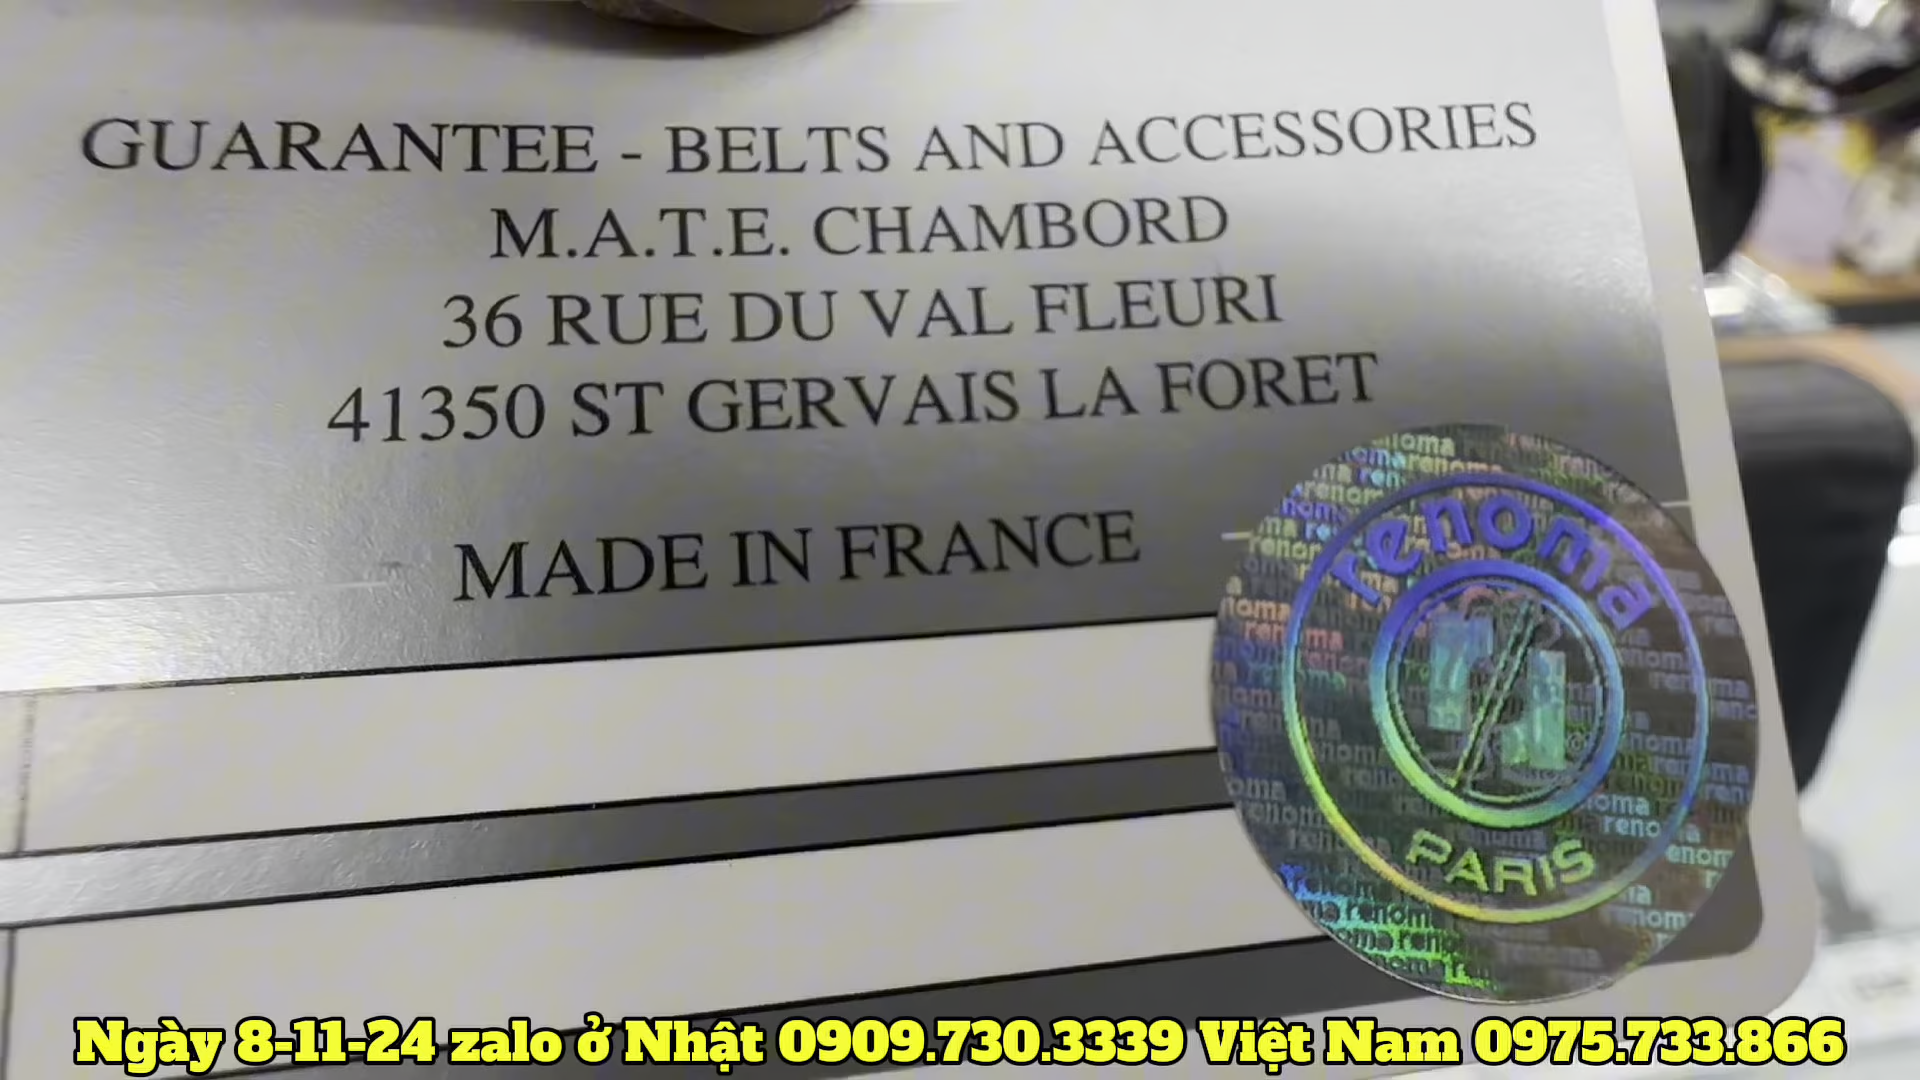 GUARANTEE - BELTS AND ACCESSORIES
M.A.T.E. CHAMBORD
36 RUE DU VAL FLEURI
41350 ST GERVAIS LA FORET
MADE IN FRANCE
renoma
PARIS
Ngày 8-11-24 zalo ở Nhật 0909.730.3339 Việt Nam 0975.733.866